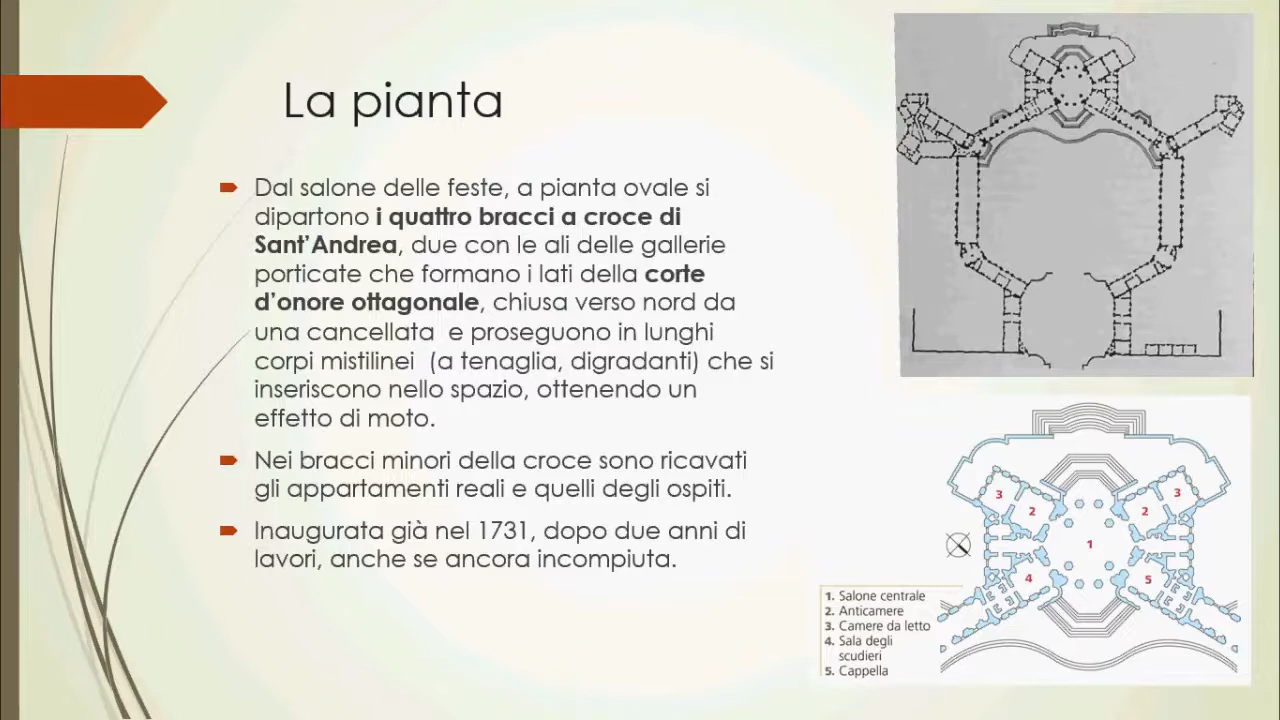 La pianta
Dal salone delle feste, a pianta ovale si
dipartono i quattro bracci a croce di
Sant'Andrea, due con le ali delle gallerie
porticate che formano i lati della corte
d'onore ottagonale, chiusa verso nord da
una cancellata e proseguono in lunghi
corpi mistilinei (a tenaglia, digradanti) che si
inseriscono nello spazio, ottenendo un
effetto di moto.
Nei bracci minori della croce sono ricavati
gli appartamenti reali e quelli degli ospiti.
Inaugurata già nel 1731, dopo due anni di
lavori, anche se ancora incompiuta.
3
3
2
2
1
4
5
1. Salone centrale
2. Anticamere
3. Camere da letto
4. Sala degli
scudieri
5. Cappella